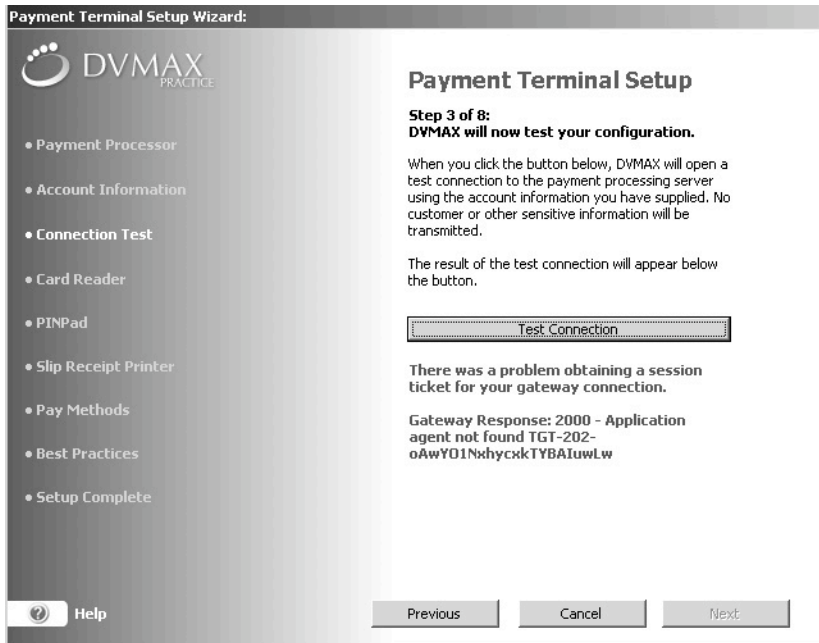 Payment Terminal Setup Wizard:
DVMAX
PRACTICE
• Payment Processor
• Account Information
• Connection Test
• Card Reader
• PINPad
• Slip Receipt Printer
• Pay Methods
• Best Practices
• Setup Complete
? Help
Payment Terminal Setup
Step 3 of 8:
DVMAX will now test your configuration.
When you click the button below, DVMAX will open a
test connection to the payment processing server
using the account information you have supplied. No
customer or other sensitive information will be
transmitted.
The result of the test connection will appear below
the button.
Test Connection
There was a problem obtaining a session
ticket for your gateway connection.
Gateway Response: 2000 - Application
agent not found TGT-202-
oAwYO1NxhycxkTYBAIuwLw
Previous
Cancel
Next